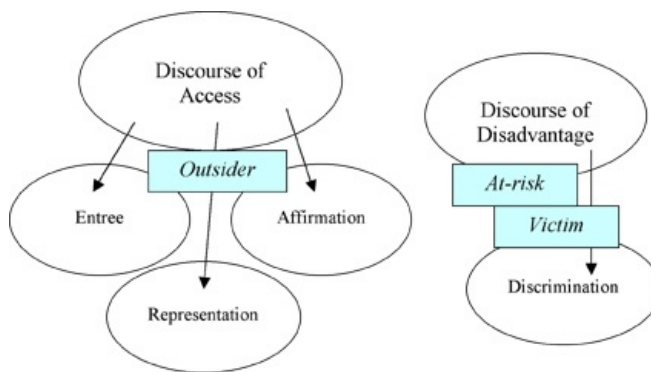 Discourse of
Access
Outsider
Entree
Affirmation
Representation
Discourse of
Disadvantage
At-risk
Victim
Discrimination